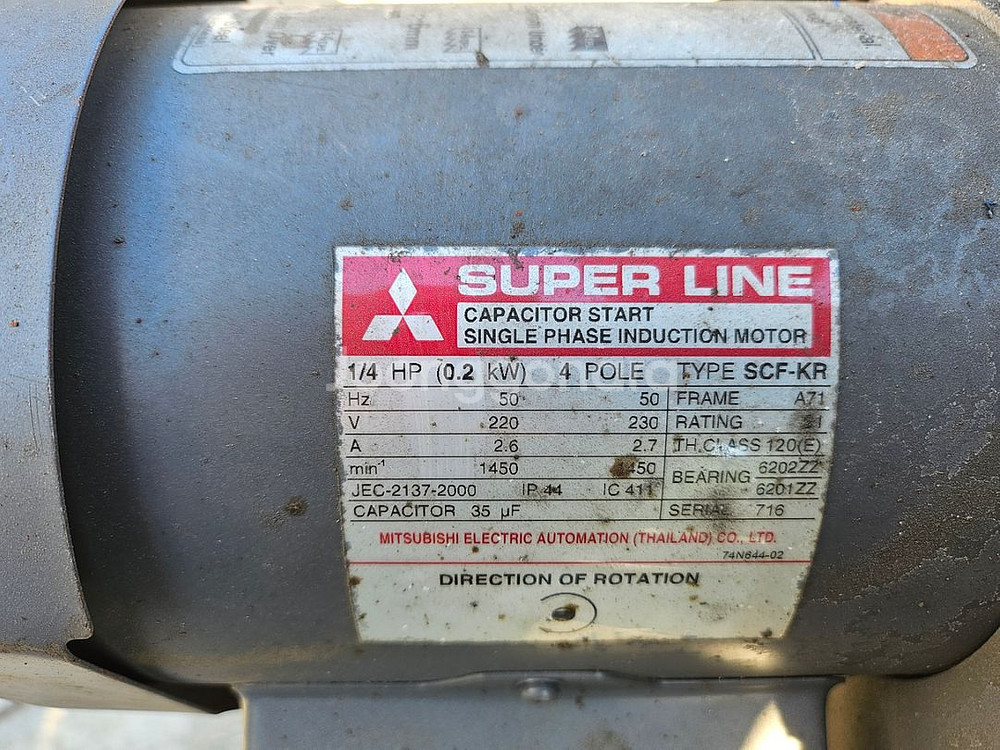 SUPER LINE
CAPACITOR START
SINGLE PHASE INDUCTION MOTOR
1/4 HP (0.2 kW) 4 POLE TYPE SCF-KR
Hz 50 50 FRAME A71
V 220 230 RATING S1
A 2.6 2.7 TH.CLASS 120(E)
min⁻¹ 1450 1450 BEARING 6202ZZ
6201ZZ
JEC-2137-2000 IP 44 IC 411
CAPACITOR 35 µF SERIAL 716
MITSUBISHI ELECTRIC AUTOMATION (THAILAND) CO., LTD.
74N644-02
DIRECTION OF ROTATION